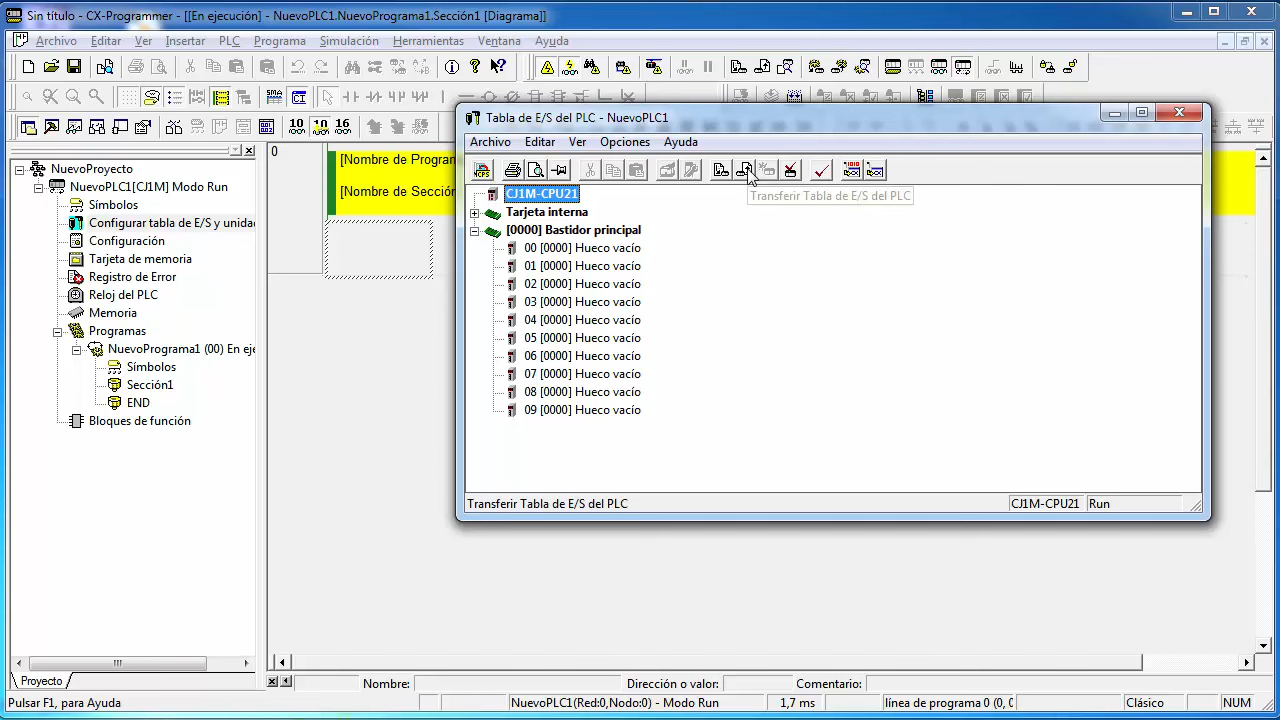 Sin título - CX-Programmer - [[En ejecución] - NuevoPLC1.NuevoPrograma1.Sección1 [Diagrama]]
Archivo Editar Ver Insertar PLC Programa Simulación Herramientas Ventana Ayuda
10 10 16
NuevoProyecto
NuevoPLC1[CJ1M] Modo Run
Símbolos
Configurar tabla de E/S y unida
Configuración
Tarjeta de memoria
Registro de Error
Reloj del PLC
Memoria
Programas
NuevoPrograma1 (00) En eje
Símbolos
Sección1
END
Bloques de función
Proyecto
0
[Nombre de Progran
[Nombre de Sección
Tabla de E/S del PLC - NuevoPLC1
Archivo Editar Ver Opciones Ayuda
CJ1M-CPU21
Transferir Tabla de E/S del PLC
Tarjeta interna
[0000] Bastidor principal
00 [0000] Hueco vacío
01 [0000] Hueco vacío
02 [0000] Hueco vacío
03 [0000] Hueco vacío
04 [0000] Hueco vacío
05 [0000] Hueco vacío
06 [0000] Hueco vacío
07 [0000] Hueco vacío
08 [0000] Hueco vacío
09 [0000] Hueco vacío
Transferir Tabla de E/S del PLC CJ1M-CPU21 Run
Nombre: Dirección o valor: Comentario:
Pulsar F1, para Ayuda NuevoPLC1(Red:0,Nodo:0) - Modo Run 1,7 ms línea de programa 0 (0, 0 Clásico NUM